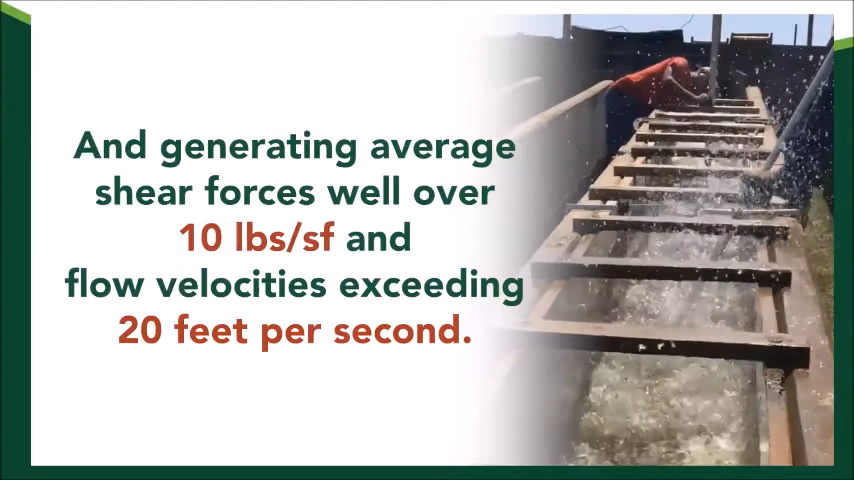 And generating average
shear forces well over
10 lbs/sf and
flow velocities exceeding
20 feet per second.